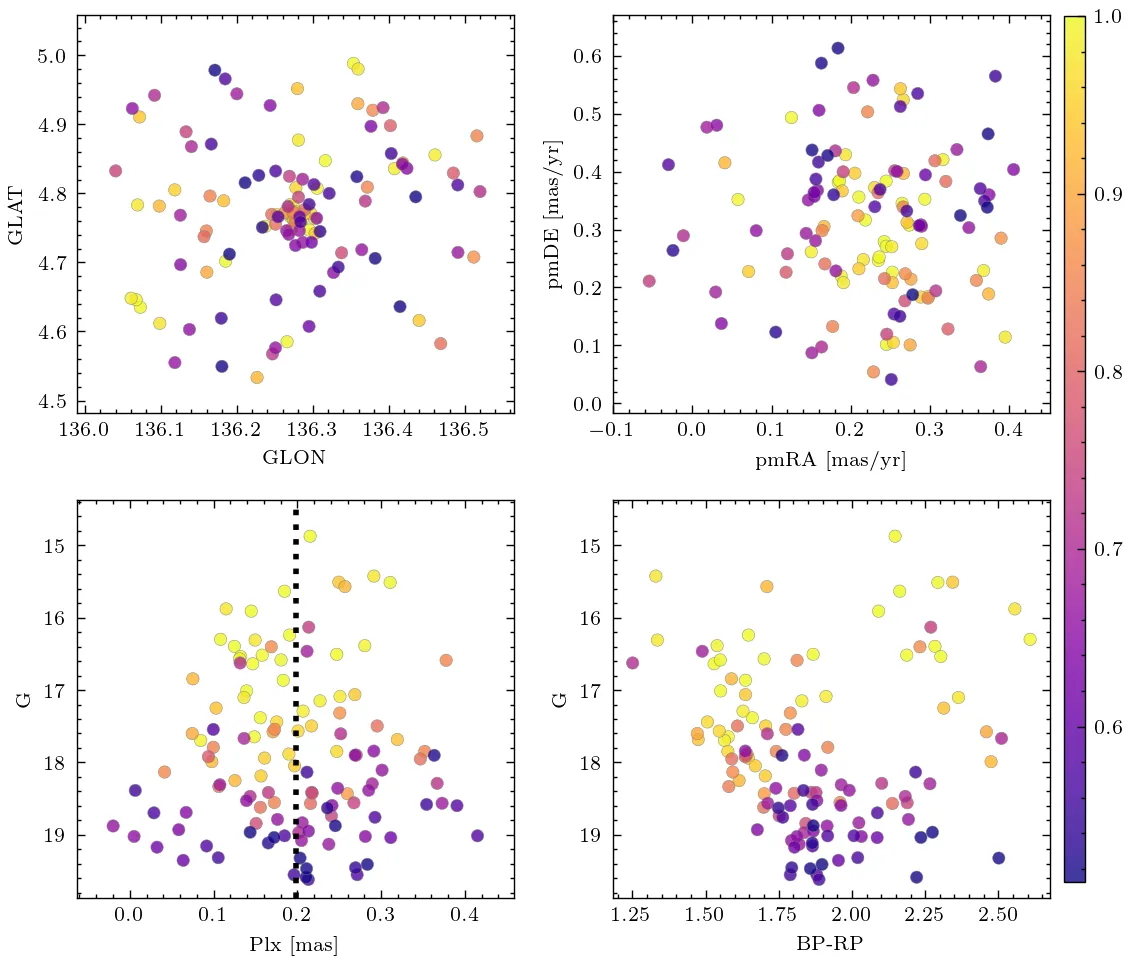 5.0
4.9
4.8
4.7
4.6
4.5
GLAT
136.0 136.1 136.2 136.3 136.4 136.5
GLON
0.6
0.5
0.4
0.3
0.2
0.1
0.0
pmDE [mas/yr]
−0.1 0.0 0.1 0.2 0.3 0.4
pmRA [mas/yr]
1.0
0.9
0.8
0.7
0.6
15
16
17
18
19
G
0.0 0.1 0.2 0.3 0.4
Plx [mas]
15
16
17
18
19
G
1.25 1.50 1.75 2.00 2.25 2.50
BP-RP